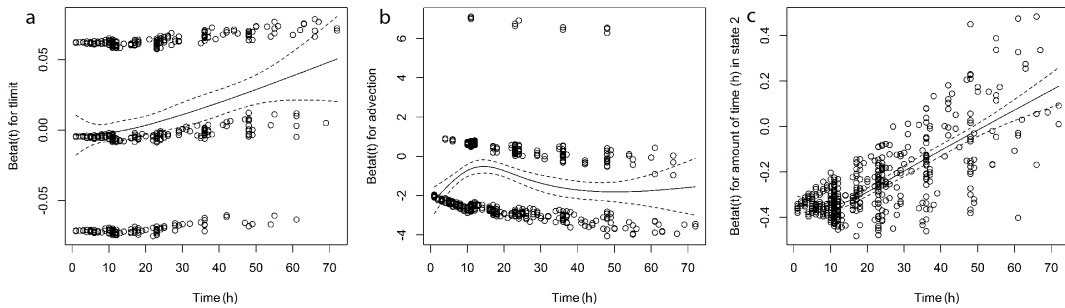 a
Betat(t) for tlimit
0.05
0.00
-0.05
0 10 20 30 40 50 60 70
Time (h)
b
Betat(t) for advection
6
4
2
0
-2
-4
0 10 20 30 40 50 60 70
Time (h)
c
Beta(t) for amount of time (h) in state 2
0.4
0.2
0.0
-0.2
-0.4
0 10 20 30 40 50 60 70
Time (h)